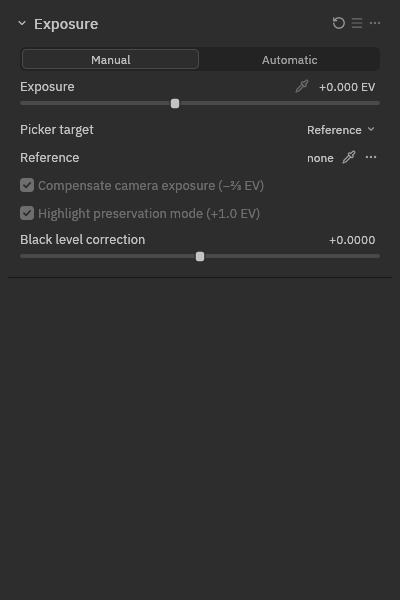 Exposure
Manual Automatic
Exposure +0.000 EV
Picker target Reference
Reference none
Compensate camera exposure (−⅔ EV)
Highlight preservation mode (+1.0 EV)
Black level correction +0.0000